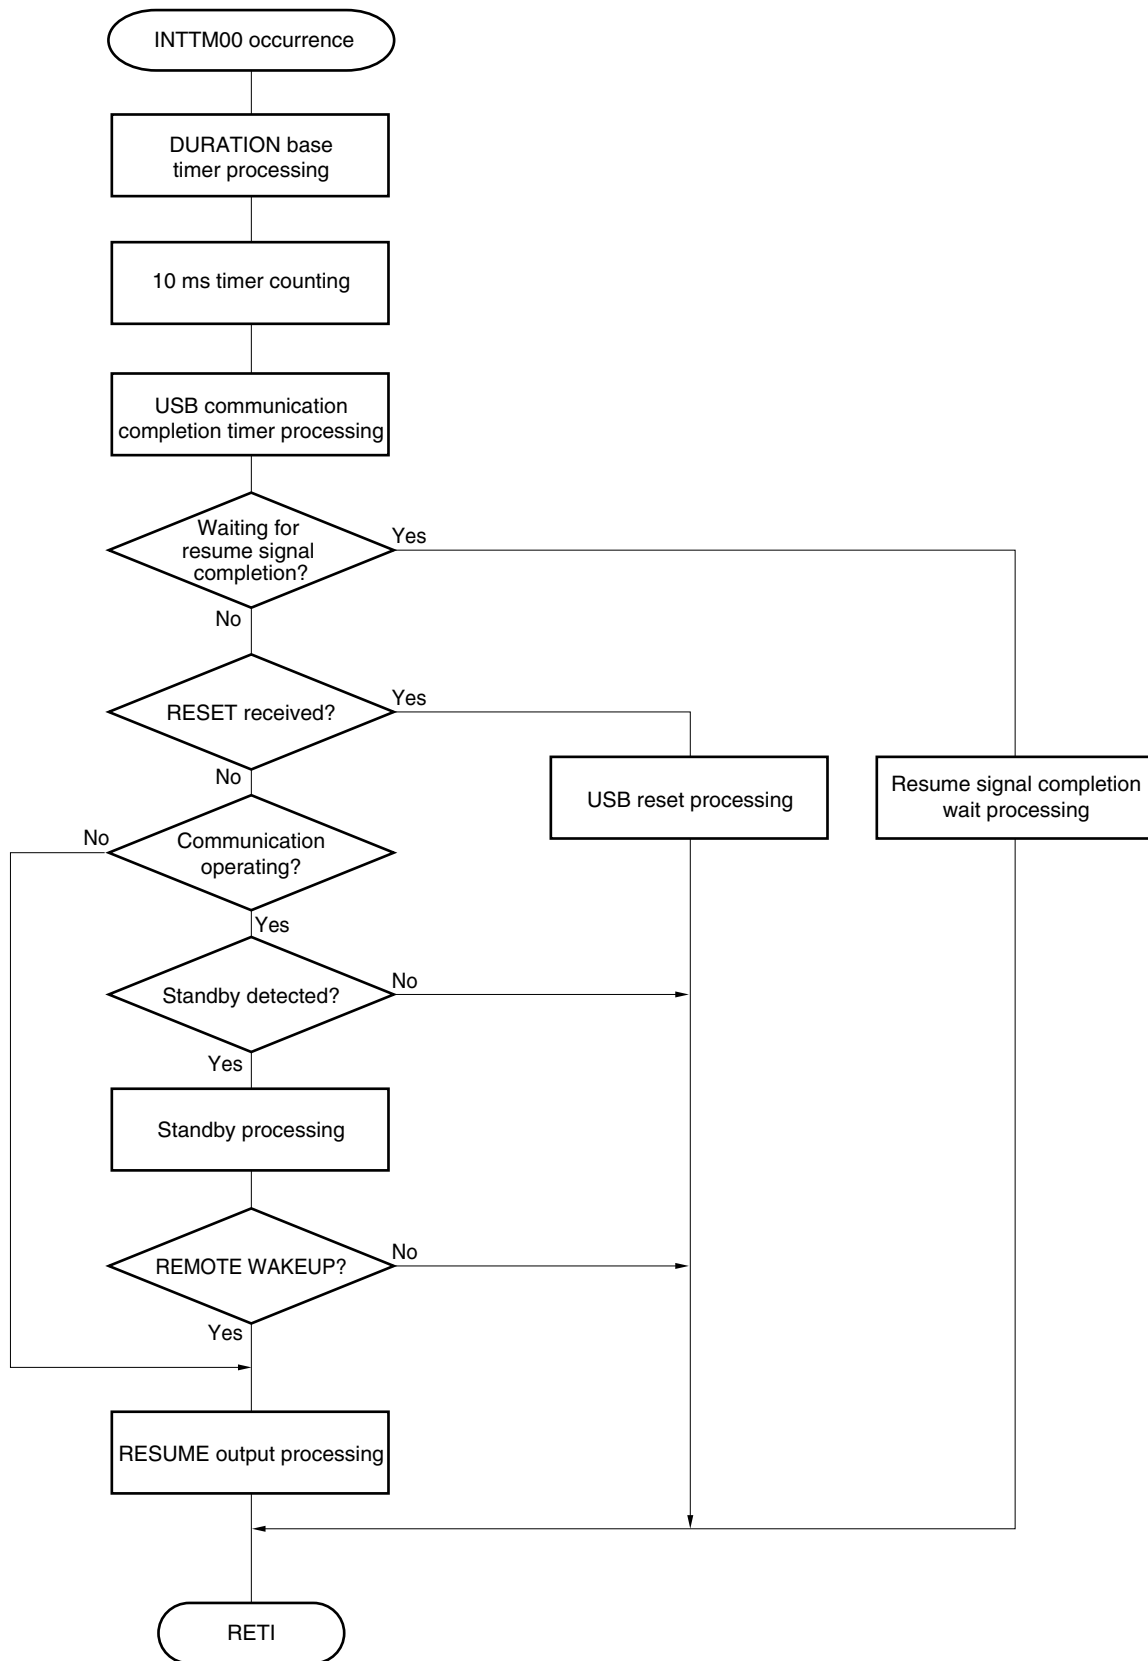 INTTM00 occurrence
DURATION base
timer processing
10 ms timer counting
USB communication
completion timer processing
Waiting for
resume signal
completion?
Yes
No
RESET received?
Yes
No
USB reset processing
Resume signal completion
wait processing
No
Communication
operating?
Yes
Standby detected?
No
Yes
Standby processing
REMOTE WAKEUP?
No
Yes
RESUME output processing
RETI